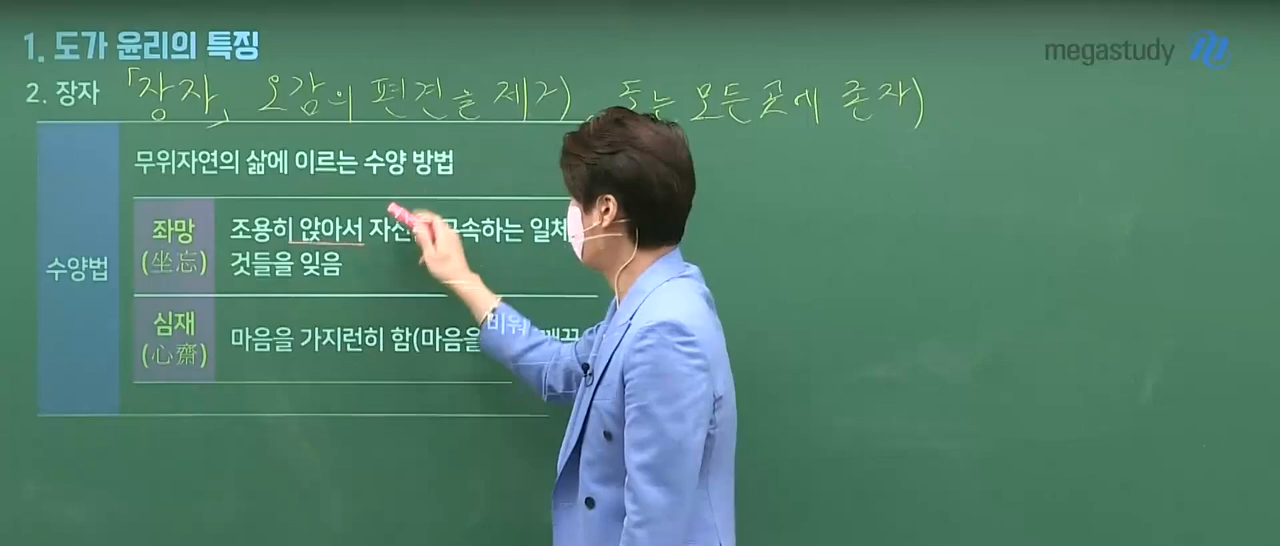 1. 도가 윤리의 특징
megastudy
2. 장자 「장자」 오감의 편견을 제거, 도는 모든 곳에 존재)
무위자연의 삶에 이르는 수양 방법
수양법
좌망
(坐忘)
조용히 앉아서 자신 구속하는 일체
것들을 잊음
심재
(心齋)
마음을 가지런히 함(마음을 비워